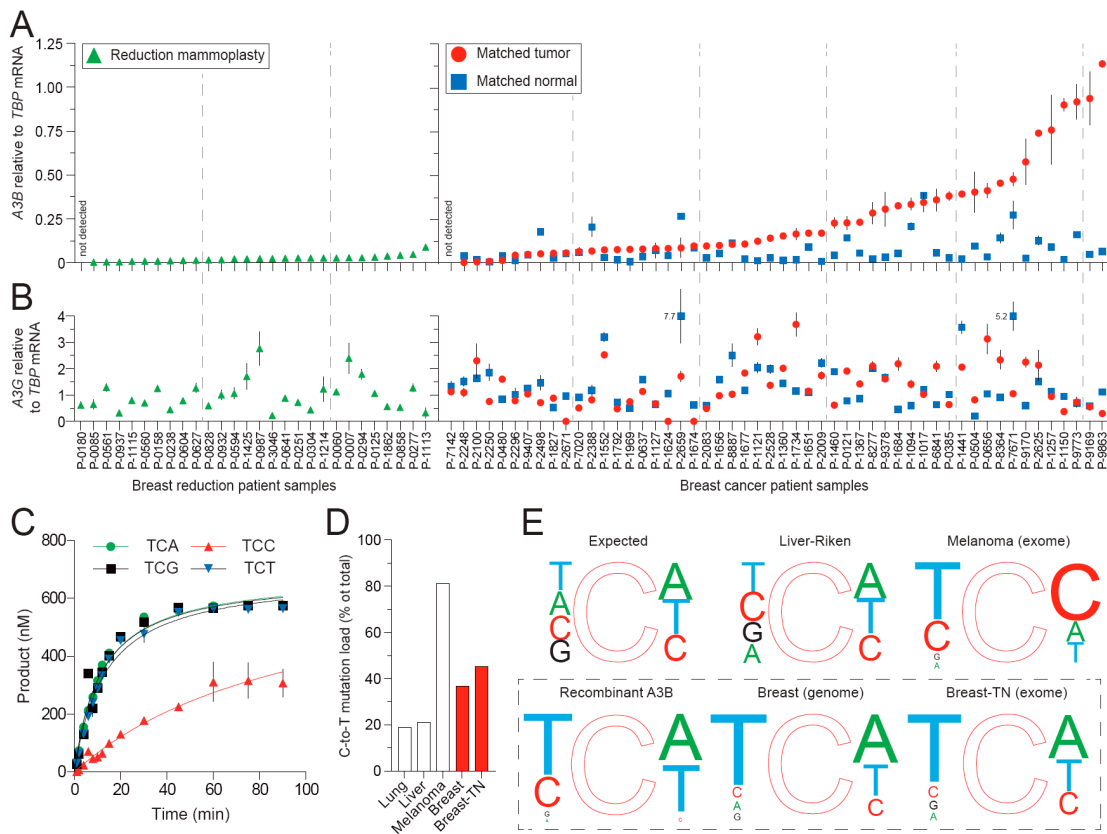 A
A3B relative to TBP mRNA
1.25
1.00
0.75
0.50
0.25
0
Reduction mammoplasty
Matched tumor
Matched normal
not detected
not detected
B
A3G relative
to TBP mRNA
4
3
2
1
0
7.7
5.2
P-0180
P-0085
P-0561
P-0937
P-1115
P-0560
P-0158
P-0238
P-0604
P-0627
P-0828
P-0932
P-0594
P-1425
P-0987
P-3046
P-0641
P-0251
P-0304
P-1214
P-0060
P-0007
P-0294
P-0125
P-1862
P-0858
P-0277
P-1113
P-7142
P-2248
P-2100
P-2250
P-0480
P-2296
P-9407
P-2498
P-1827
P-2671
P-7020
P-2388
P-1552
P-1792
P-1969
P-0637
P-1127
P-1624
P-2659
P-1674
P-2083
P-1656
P-8887
P-1677
P-1121
P-2528
P-1360
P-1734
P-1651
P-2009
P-1460
P-0121
P-1367
P-8277
P-9378
P-1684
P-1094
P-1017
P-6841
P-0385
P-1441
P-0504
P-0656
P-8364
P-7671
P-9170
P-2625
P-1257
P-1150
P-9773
P-9169
P-9863
Breast reduction patient samples
Breast cancer patient samples
C
Product (nM)
800
600
400
200
0
TCA
TCC
TCG
TCT
0 20 40 60 80 100
Time (min)
D
C-to-T mutation load (% ot total)
100
80
60
40
20
0
Lung
Liver
Melanoma
Breast
Breast-TN
E
Expected
Liver-Riken
Melanoma (exome)
T
A
C
G
C
A
T
C
T
C
G
A
C
A
T
C
T
C
G
A
C
C
A
T
Recombinant A3B
Breast (genome)
Breast-TN (exome)
T
C
G
C
A
T
C
T
C
A
G
C
A
T
C
T
C
G
A
C
A
T
C